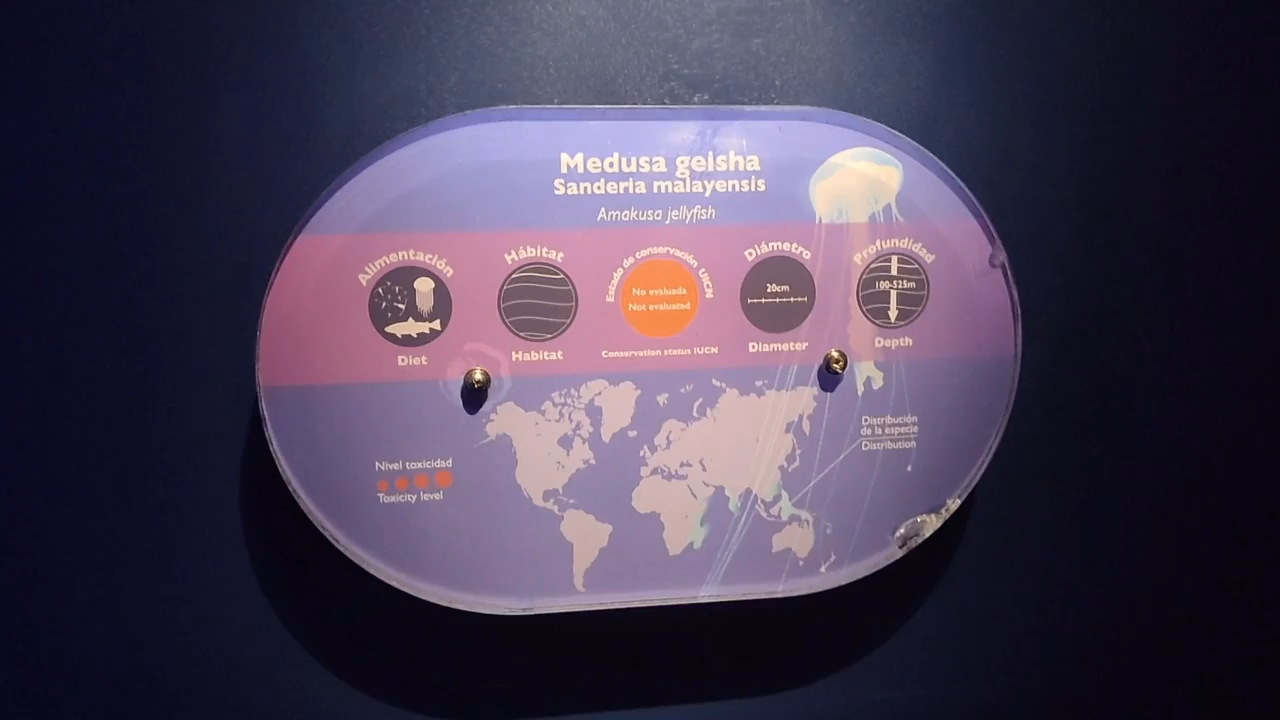 Medusa geisha
Sanderia malayensis
Amakusa jellyfish
Alimentación
Diet
Hábitat
Habitat
Estado de conservación UICN
No evaluada
Not evaluated
Conservation status IUCN
Diámetro
20cm
Diameter
Profundidad
100-525m
Depth
Distribución
de la especie
Distribution
Nivel toxicidad
Toxicity level